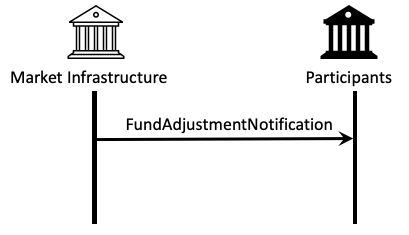 Market Infrastructure
Participants
FundAdjustmentNotification